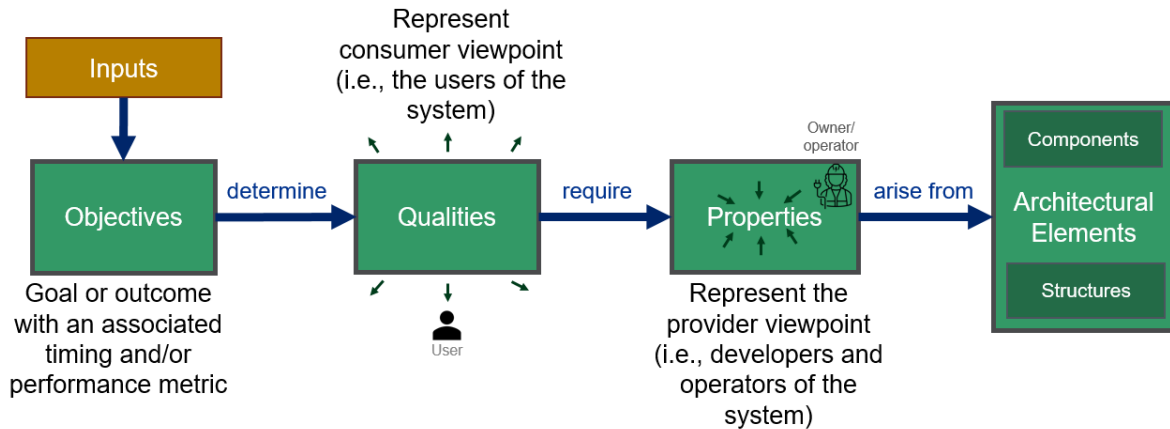 Inputs
Represent
consumer viewpoint
(i.e., the users of the
system)
Owner/
operator
Components
Objectives
determine
Qualities
require
Properties
arise from
Architectural
Elements
Structures
Goal or outcome
with an associated
timing and/or
performance metric
User
Represent the
provider viewpoint
(i.e., developers and
operators of the
system)